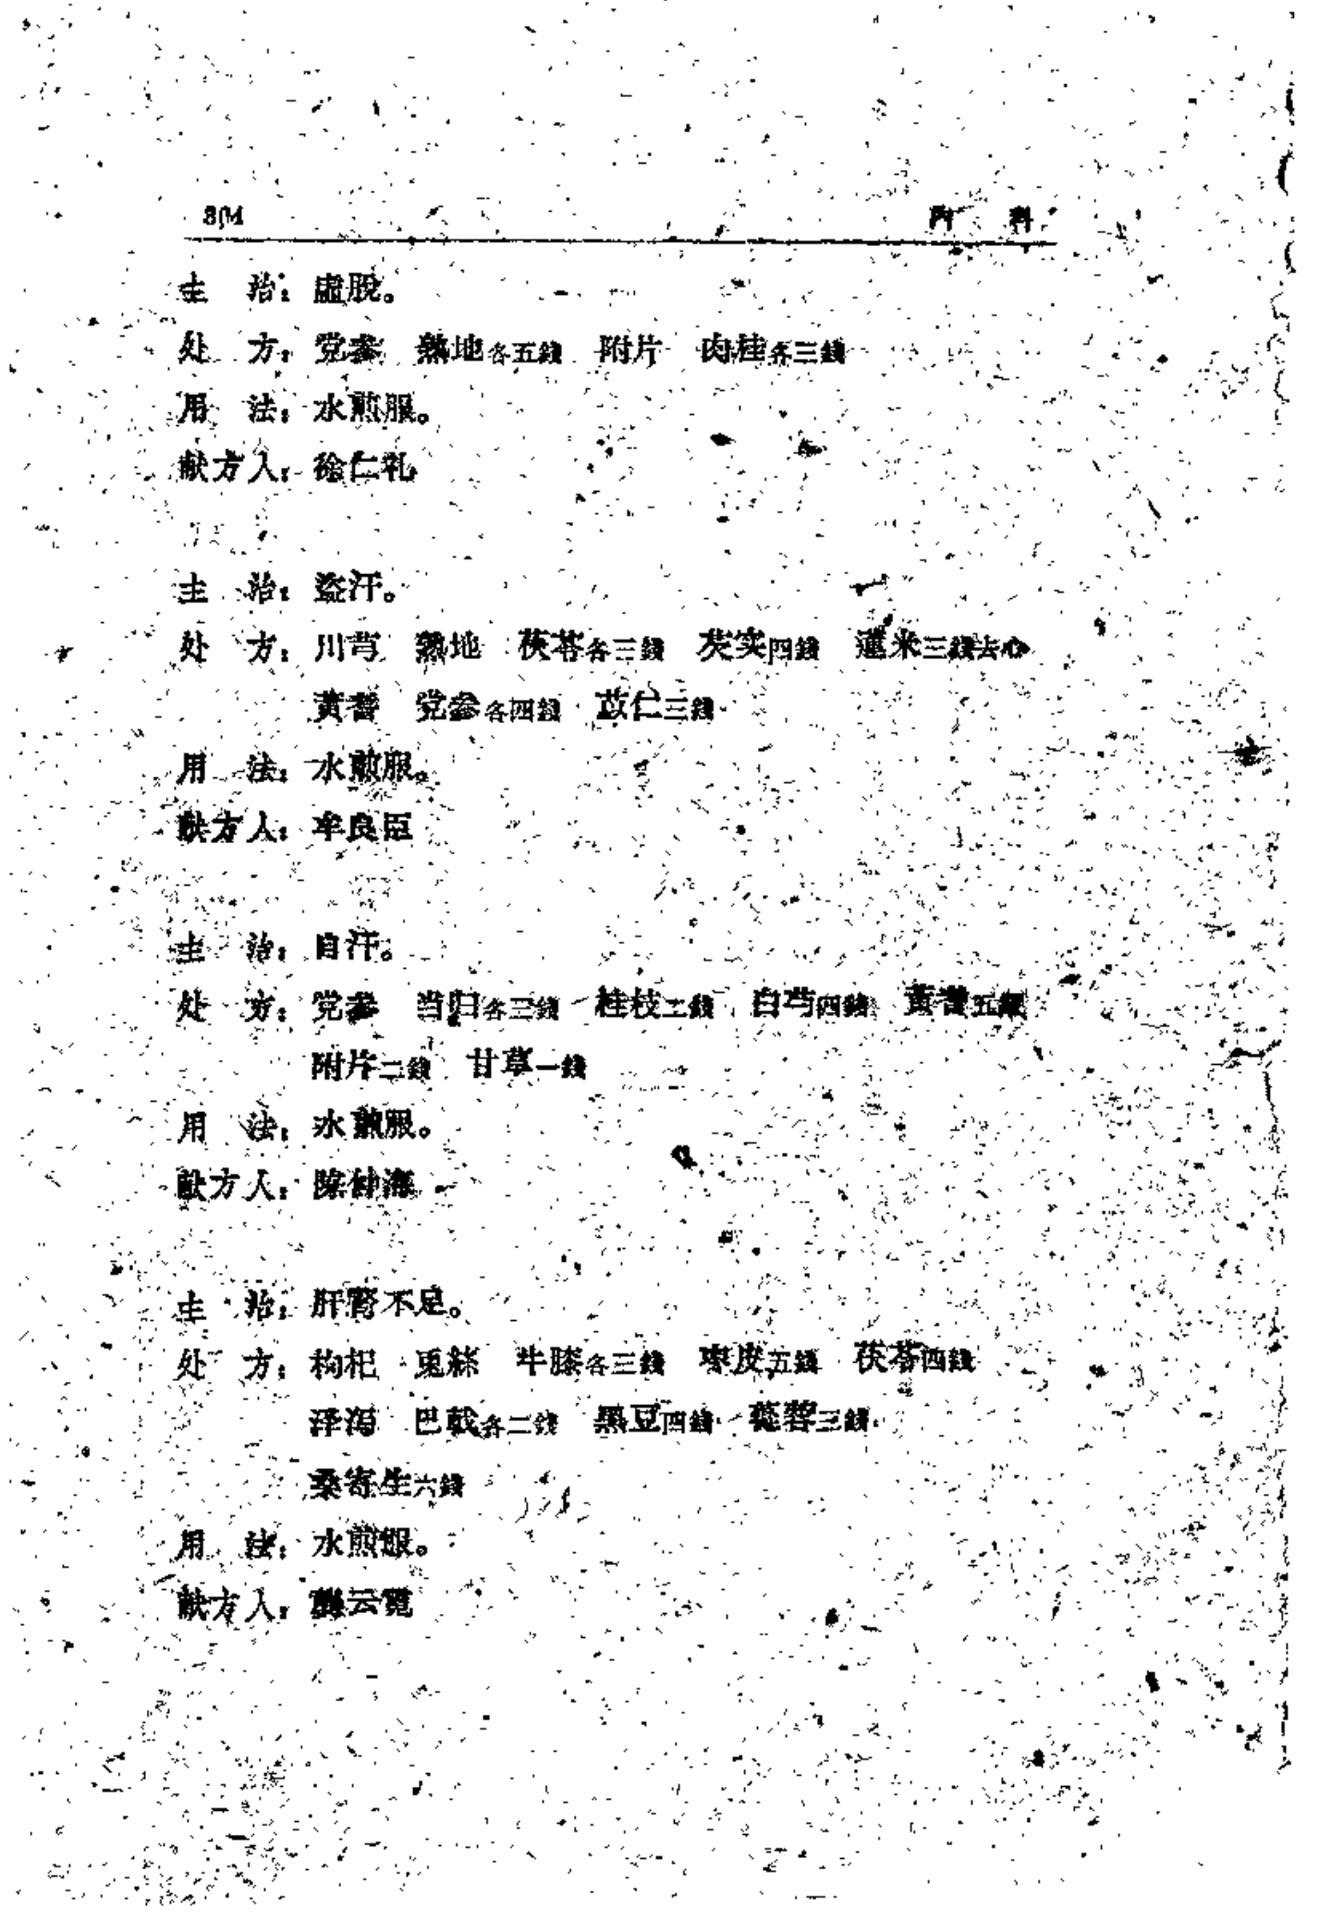 304 内 科
主 治：虛脫。
处 方：党参 熟地各五錢 附片 肉桂各三錢
用 法：水煎服。
献方人：徐仁礼
主 治：盜汗。
处 方：川芎 熟地 茯苓各三錢 芡实四錢 蓮米三錢去心
黃耆 党参各四錢 苡仁三錢
用 法：水煎服。
献方人：牟良臣
主 治：自汗。
处 方：党参 当归各三錢 桂枝二錢 白芍四錢 黃耆五錢
附片二錢 甘草一錢
用 法：水煎服。
献方人：陈仲海
主 治：肝腎不足。
处 方：枸杞 兎絲 牛膝各三錢 枣皮五錢 茯苓四錢
泽泻 巴戟各二錢 黑豆四錢 蓯蓉三錢
桑寄生六錢
用 法：水煎服。
献方人：云霓